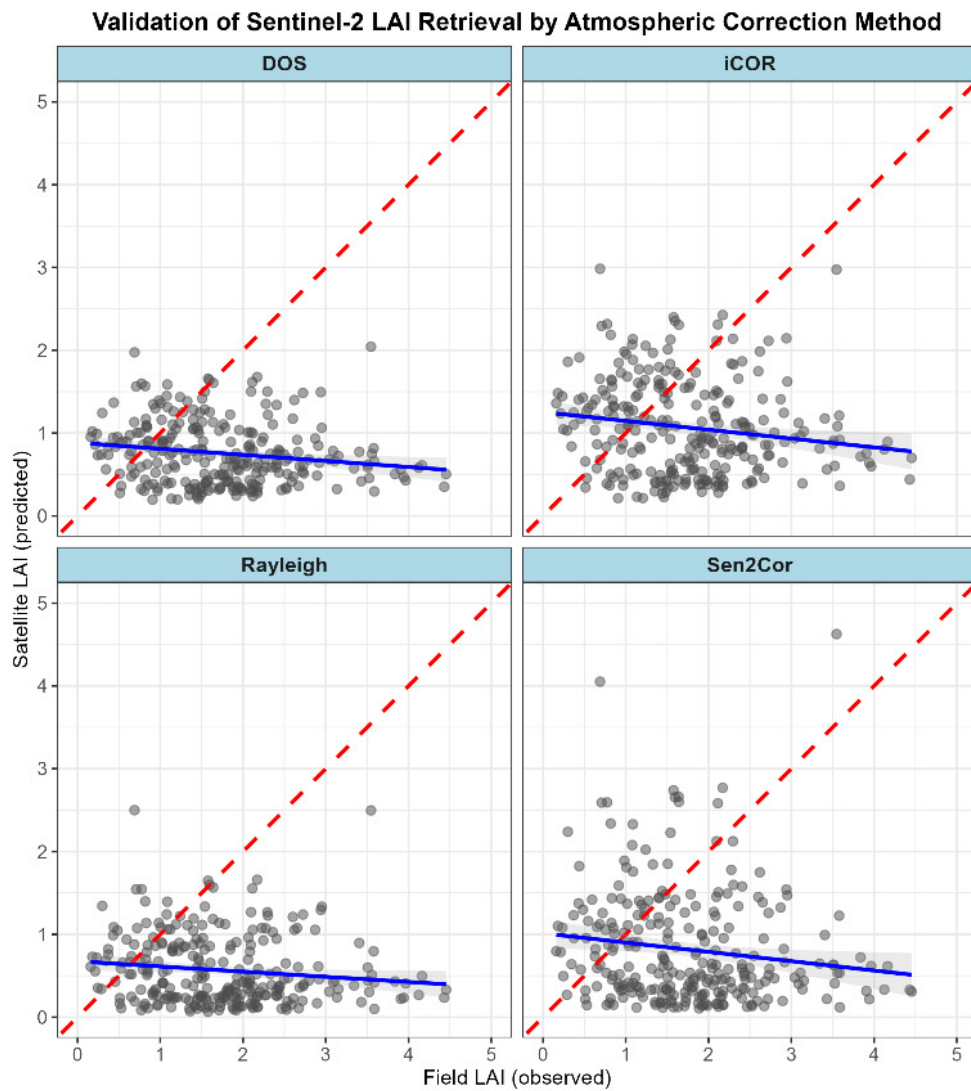 Validation of Sentinel-2 LAI Retrieval by Atmospheric Correction Method
DOS
iCOR
5
4
3
2
1
0
Rayleigh
Sen2Cor
Satellite LAI (predicted)
5
4
3
2
1
0
0 1 2 3 4 5
0 1 2 3 4 5
Field LAI (observed)